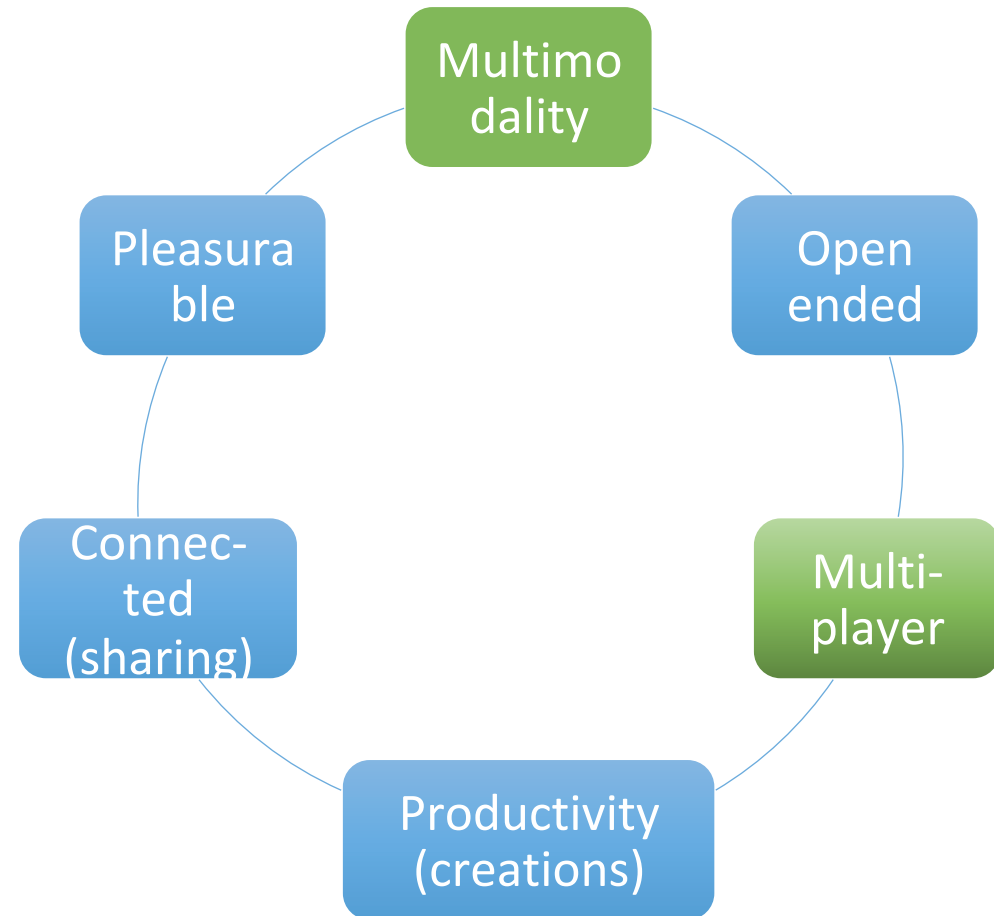 Multimo
dality
Open
ended
Multi-
player
Productivity
(creations)
Connec-
ted
(sharing)
Pleasura
ble